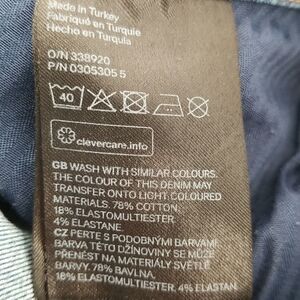 Made in Turkey
Fabriqué en Turquie
Hecho en Turquía
O/N 338920
P/N 0305305 5
40
clevercare.info
GB WASH WITH SIMILAR COLOURS.
THE COLOUR OF THIS DENIM MAY
TRANSFER ONTO LIGHT-COLOURED
MATERIALS. 78% COTTON,
18% ELASTOMULTIESTER,
4% ELASTANE.
CZ PERTE S PODOBNÝMI BARVAMI.
BARVA TÉTO DŽÍNOVINY SE MŮŽE
PŘENÉST NA MATERIÁLY SVĚTLÉ
BARVY. 78% BAVLNA,
18% ELASTOMULTIESTER, 4% ELASTAN.